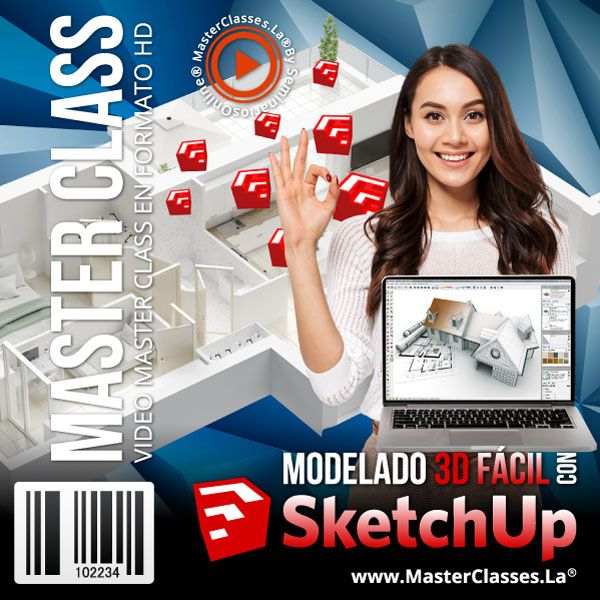 MASTER CLASS
VIDEO MASTER CLASS EN FORMATO HD
MasterClasses.La® By SeminariosOnline®
MODELADO 3D FÁCIL CON
SketchUp
102234
www.MasterClasses.La®